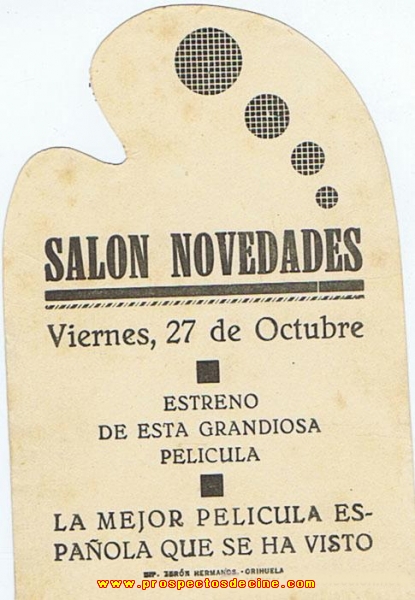 SALON NOVEDADES
Viernes, 27 de Octubre
ESTRENO
DE ESTA GRANDIOSA
PELICULA
LA MEJOR PELICULA ES-
PAÑOLA QUE SE HA VISTO
IMP. ZERÓN HERMANOS. - ORIHUELA
www.prospectosdecine.com